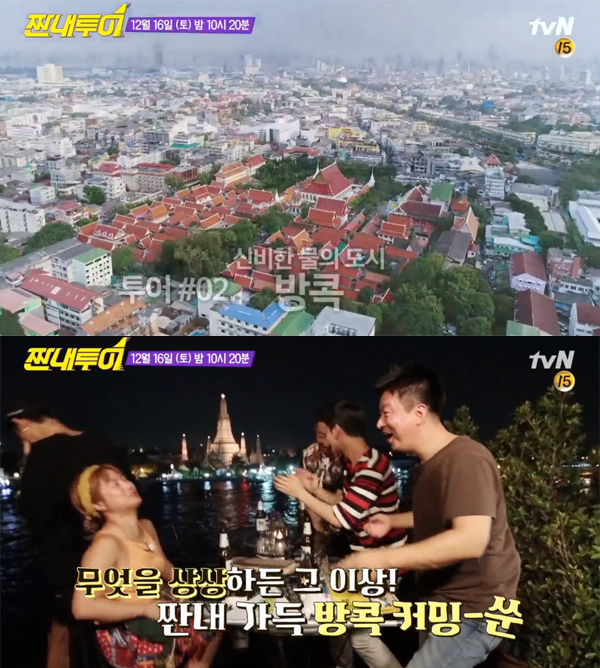 짠내투어
12월 16일 (토) 밤 10시 20분
tvN
15
신비한 물의 도시
투어 #02. 방콕
짠내투어
12월 16일 (토) 밤 10시 20분
tvN
15
무엇을 상상하든 그 이상!
짠내 가득 방콕 커밍-쑨